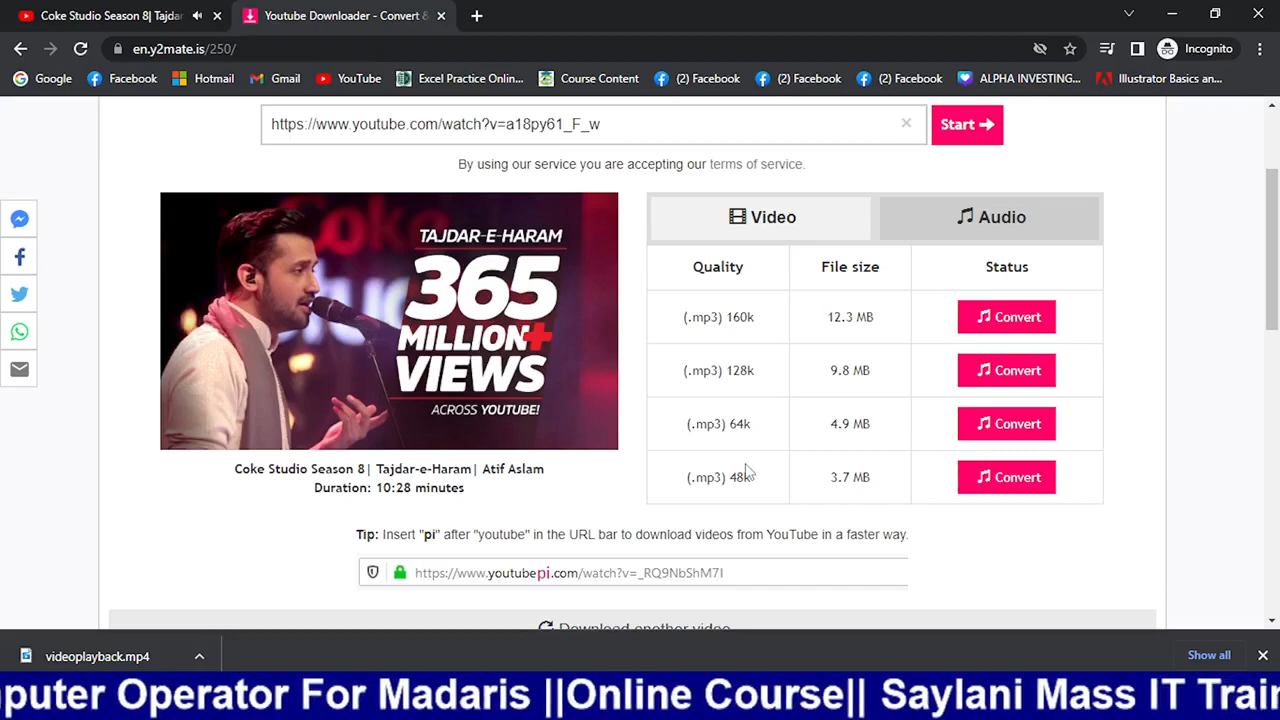 Coke Studio Season 8| Tajdar
Youtube Downloader - Convert &
en.y2mate.is/250/
Incognito
Google
Facebook
Hotmail
Gmail
YouTube
Excel Practice Onlin...
Course Content
(2) Facebook
(2) Facebook
(2) Facebook
ALPHA INVESTING...
Illustrator Basics an...
https://www.youtube.com/watch?v=a18py61_F_w
Start
By using our service you are accepting our terms of service.
Coke
TAJDAR-E-HARAM
365
MILLION+
VIEWS
ACROSS YOUTUBE!
Coke Studio Season 8| Tajdar-e-Haram| Atif Aslam
Duration: 10:28 minutes
Video
Audio
Quality File size Status
(.mp3) 160k 12.3 MB Convert
(.mp3) 128k 9.8 MB Convert
(.mp3) 64k 4.9 MB Convert
(.mp3) 48k 3.7 MB Convert
Tip: Insert "pi" after "youtube" in the URL bar to download videos from YouTube in a faster way.
https://www.youtubepi.com/watch?v=_RQ9NbShM7I
Download another video
videoplayback.mp4
Show all
mputer Operator For Madaris ||Online Course|| Saylani Mass IT Train